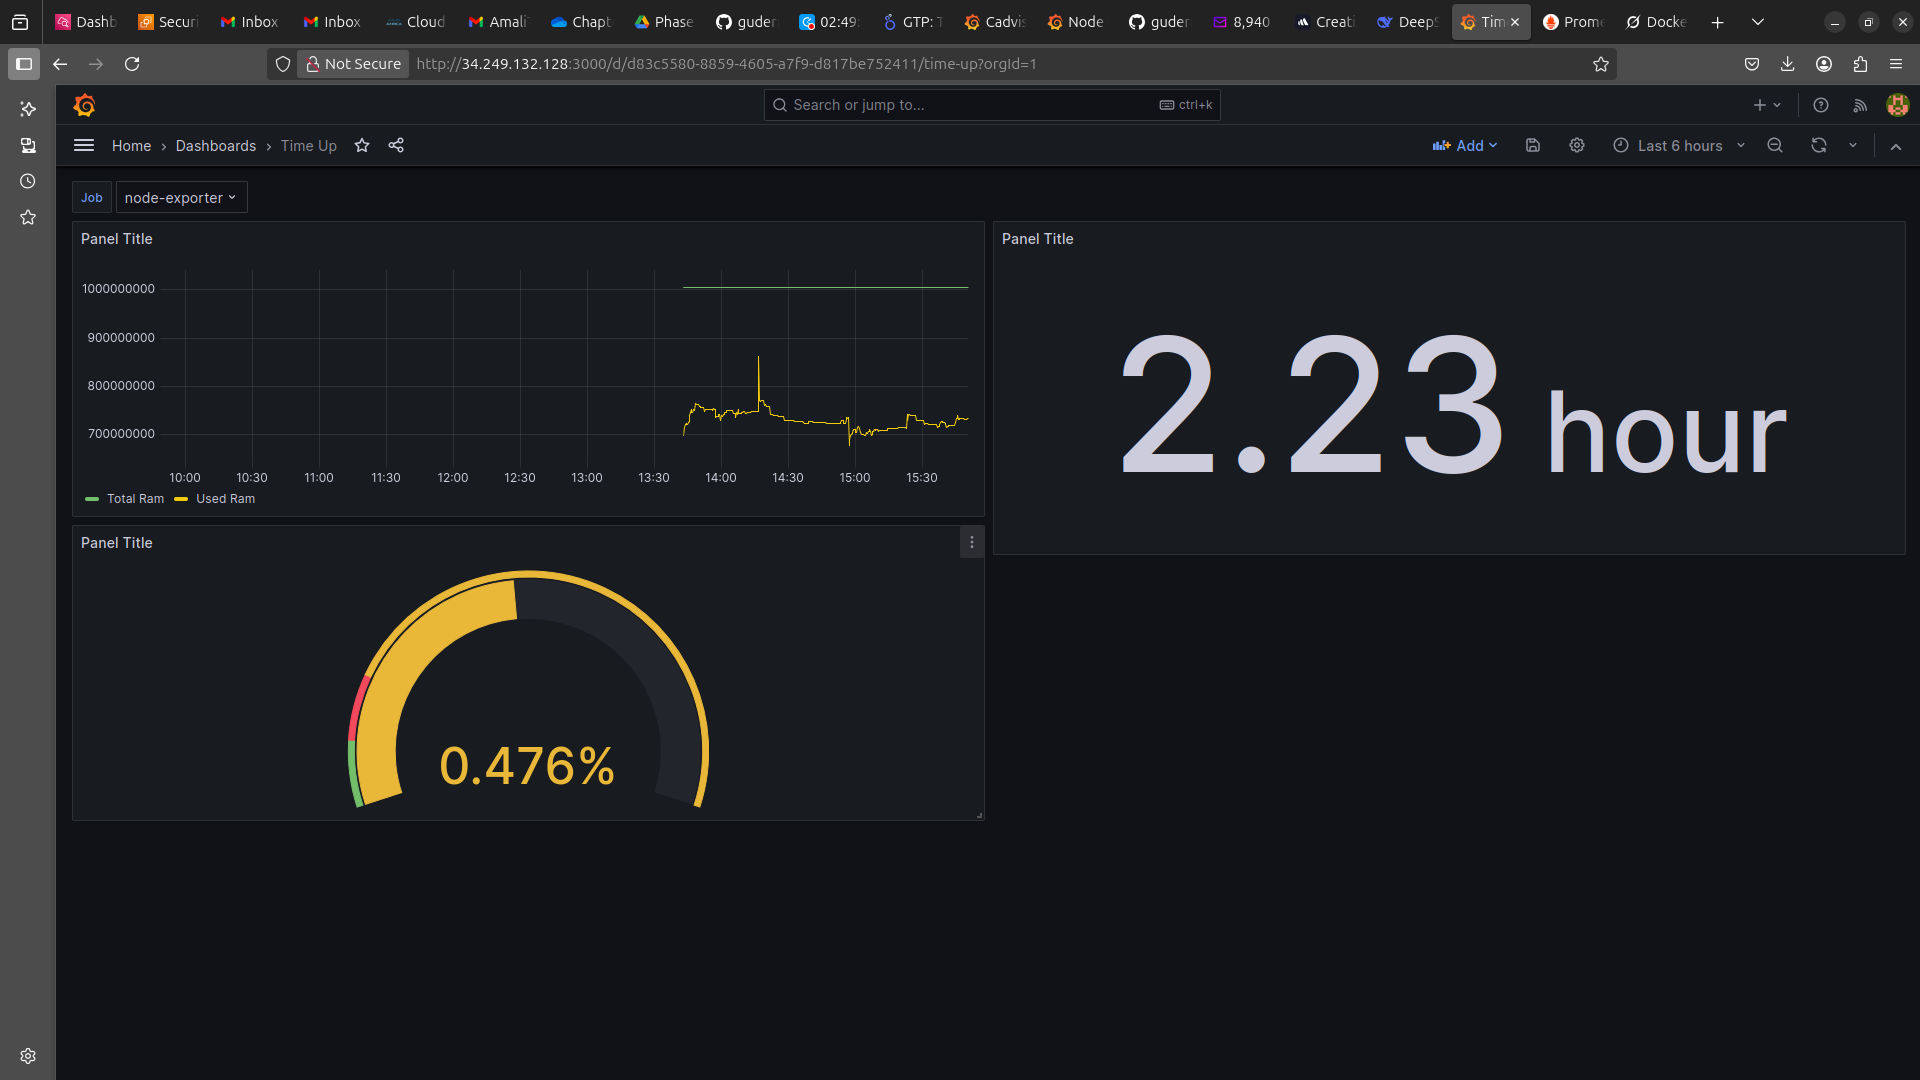 Dashb Securi Inbox Inbox Cloud Amali Chapt Phase guder 02:49: GTP: T Cadvis Node guder 8,940 Creati DeepS Tim Prome Docke
Not Secure http://34.249.132.128:3000/d/d83c5580-8859-4605-a7f9-d817be752411/time-up?orgId=1
Search or jump to... ctrl+k
Home › Dashboards › Time Up Add Last 6 hours
Job node-exporter
Panel Title
1000000000
900000000
800000000
700000000
10:00 10:30 11:00 11:30 12:00 12:30 13:00 13:30 14:00 14:30 15:00 15:30
Total Ram Used Ram
Panel Title
2.23 hour
Panel Title
0.476%